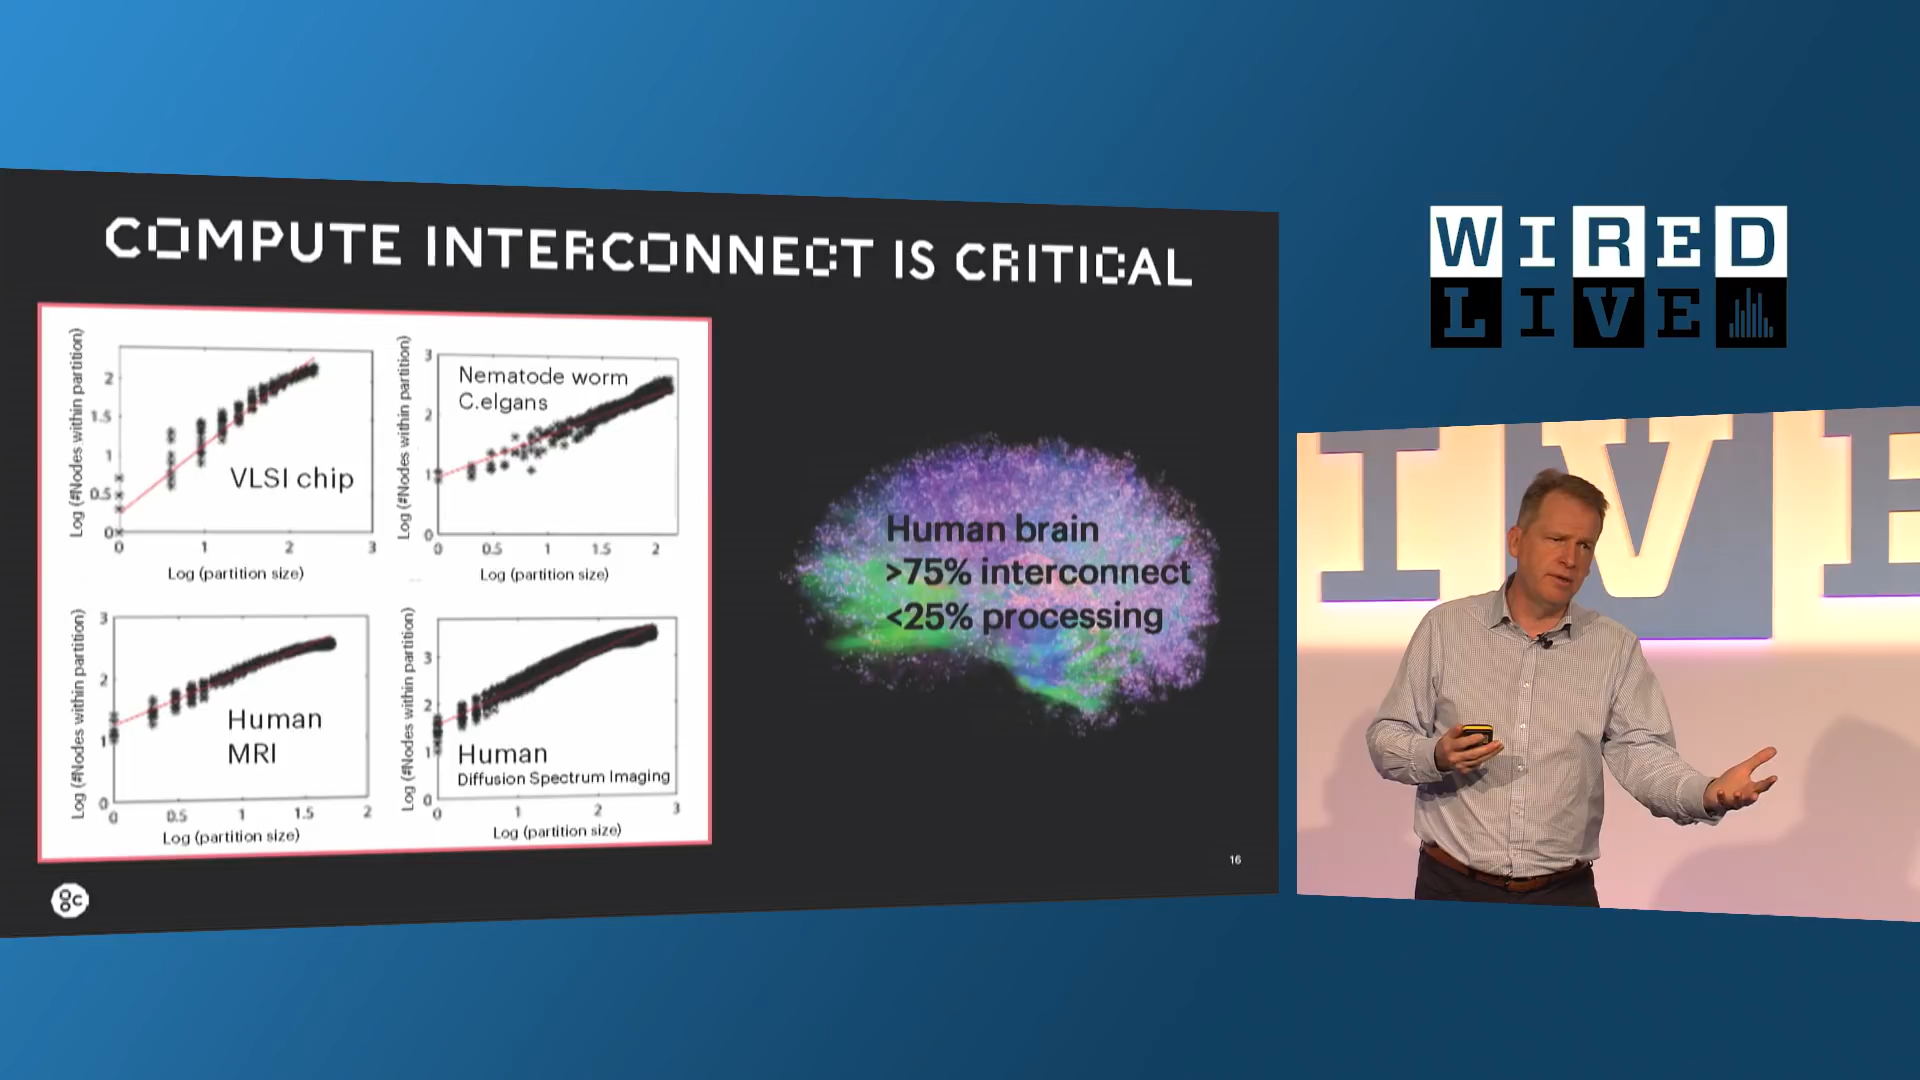 COMPUTE INTERCONNECT IS CRITICAL
WIRED
LIVE
Log (#Nodes within partition)
2
1.5
1
0.5
0
VLSI chip
0 1 2 3
Log (partition size)
Log (#Nodes within partition)
3
2
1
0
Nematode worm
C.elgans
0 0.5 1 1.5 2
Log (partition size)
Log (#Nodes within partition)
3
2
1
0
Human
MRI
0 0.5 1 1.5 2
Log (partition size)
Log (#Nodes within partition)
3
2
1
0
Human
Diffusion Spectrum Imaging
0 1 2 3
Log (partition size)
Human brain
>75% interconnect
<25% processing
16
IVE